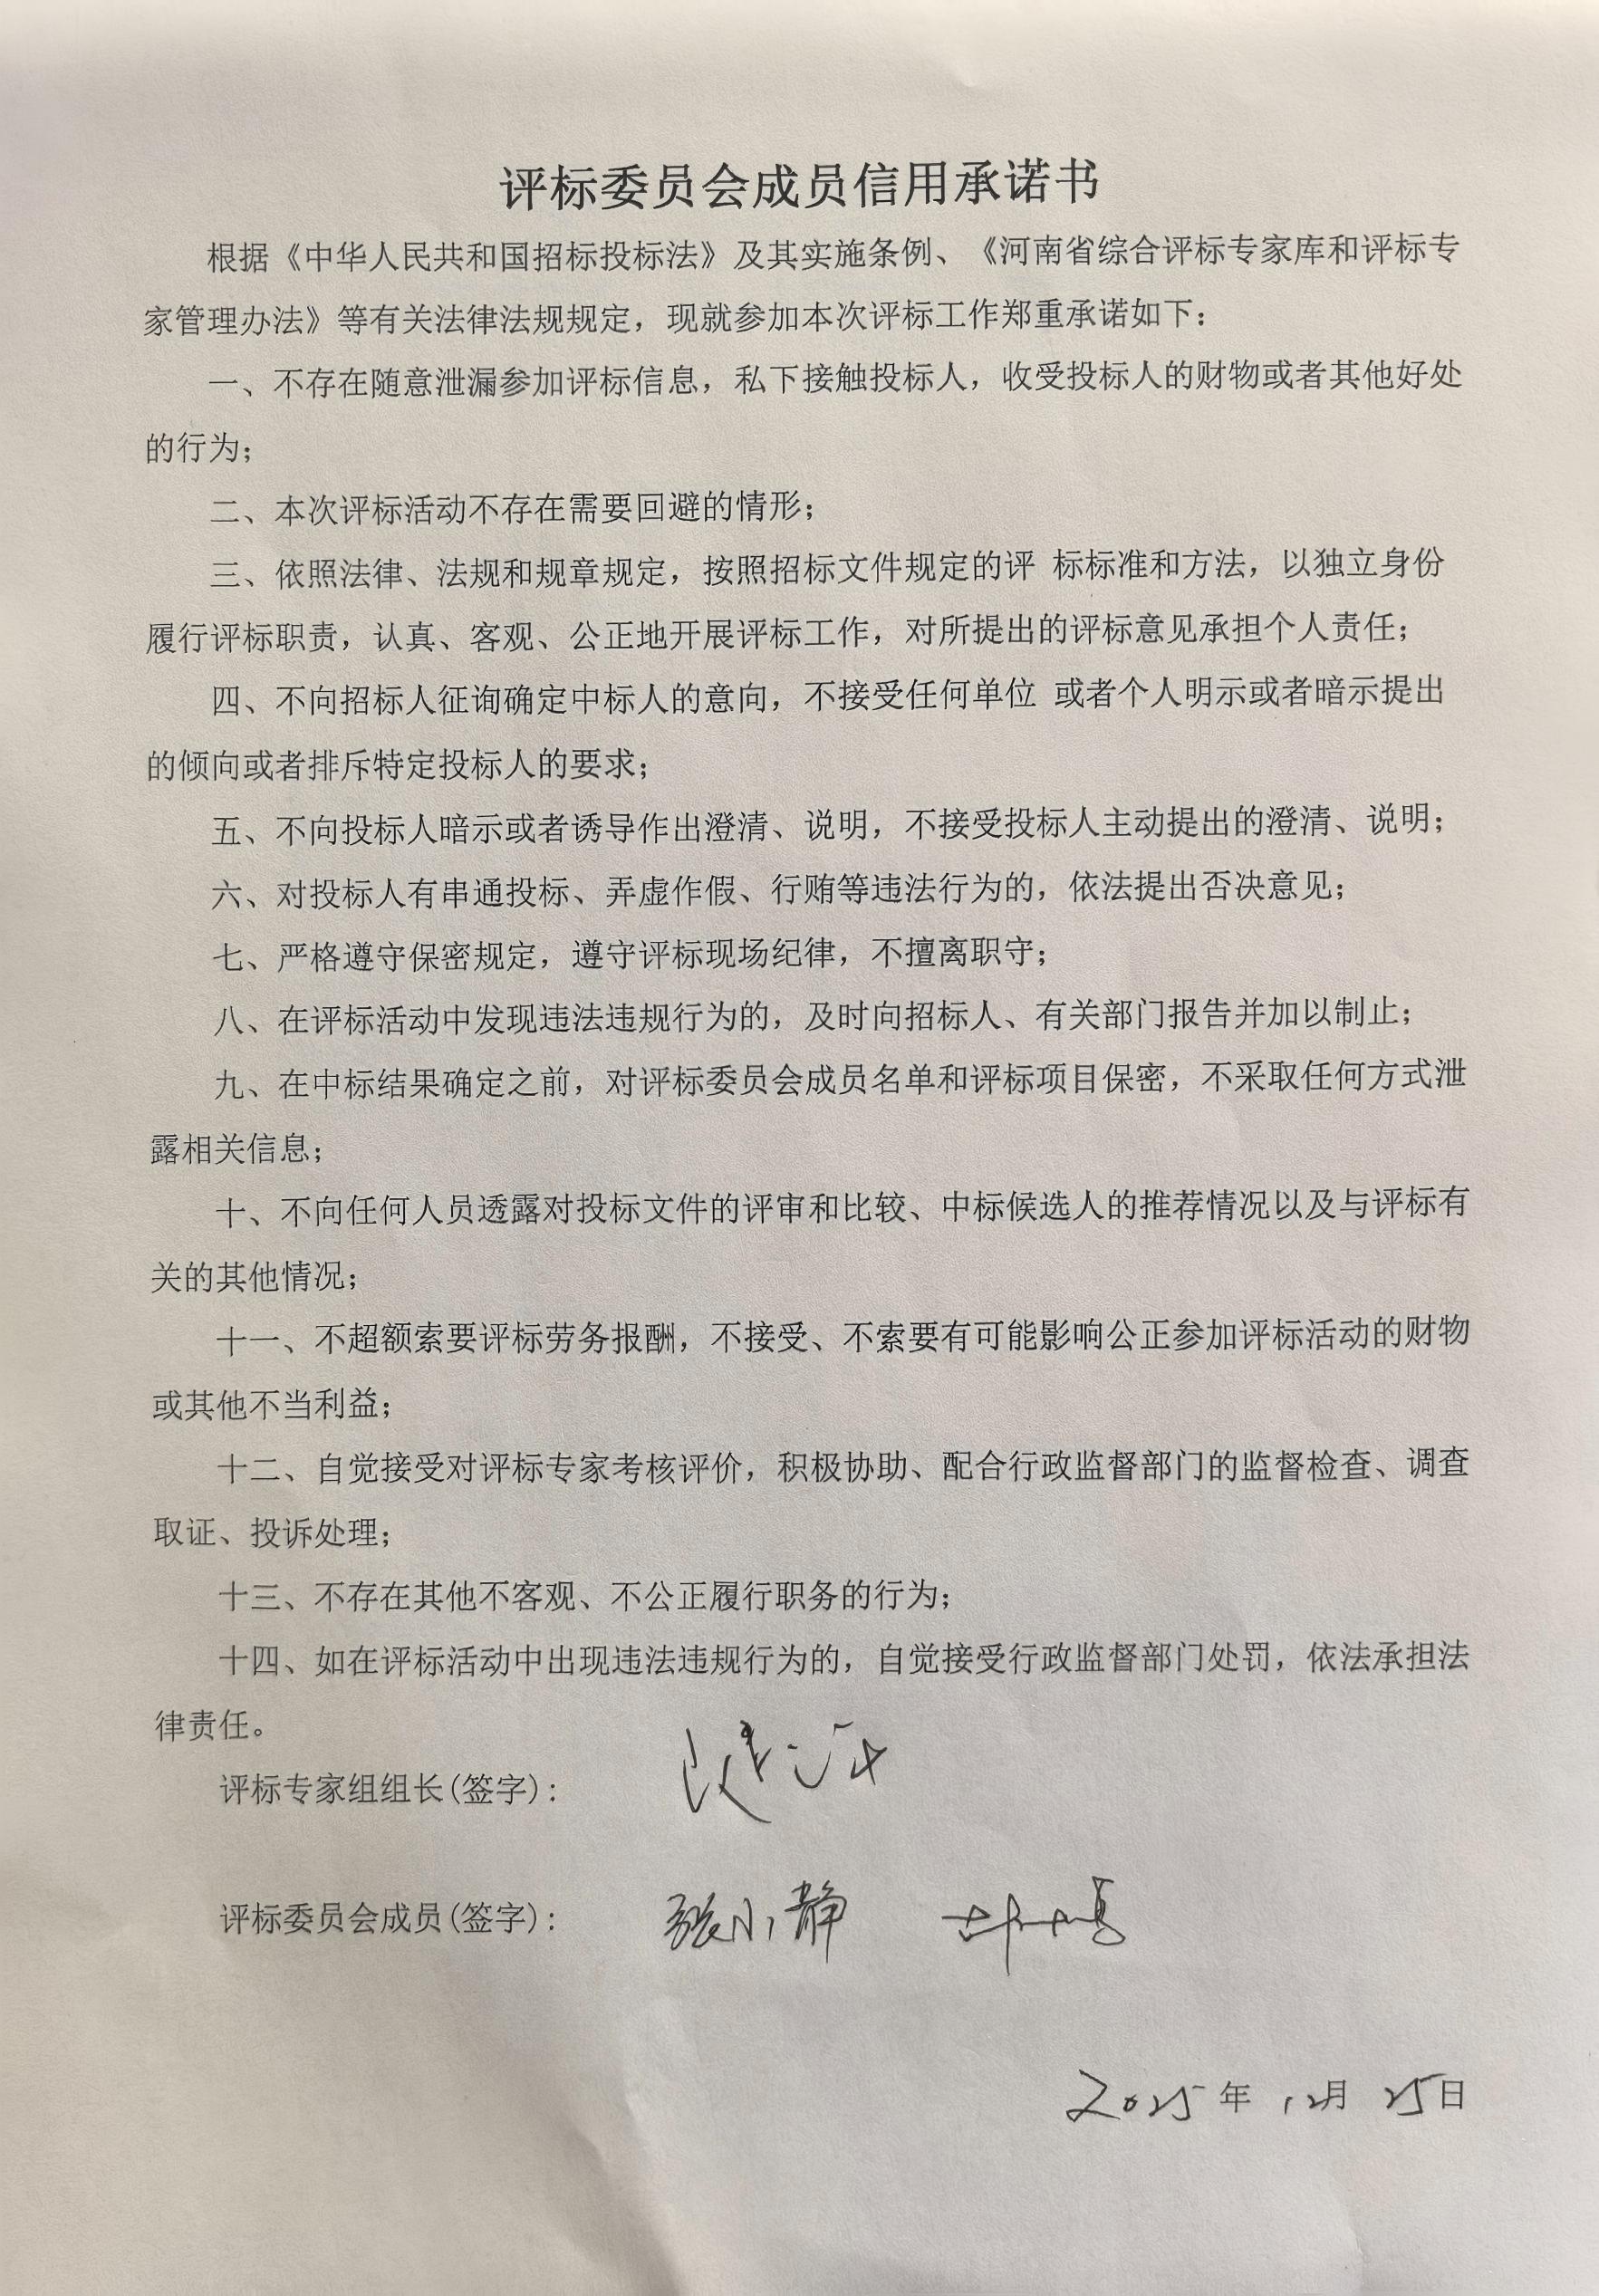 评标委员会成员信用承诺书
根据《中华人民共和国招标投标法》及其实施条例、《河南省综合评标专家库和评标专
家管理办法》等有关法律法规规定，现就参加本次评标工作郑重承诺如下：
一、不存在随意泄漏参加评标信息，私下接触投标人，收受投标人的财物或者其他好处
的行为；
二、本次评标活动不存在需要回避的情形；
三、依照法律、法规和规章规定，按照招标文件规定的评 标标准和方法，以独立身份
履行评标职责，认真、客观、公正地开展评标工作，对所提出的评标意见承担个人责任；
四、不向招标人征询确定中标人的意向，不接受任何单位 或者个人明示或者暗示提出
的倾向或者排斥特定投标人的要求；
五、不向投标人暗示或者诱导作出澄清、说明，不接受投标人主动提出的澄清、说明；
六、对投标人有串通投标、弄虚作假、行贿等违法行为的，依法提出否决意见；
七、严格遵守保密规定，遵守评标现场纪律，不擅离职守；
八、在评标活动中发现违法违规行为的，及时向招标人、有关部门报告并加以制止；
九、在中标结果确定之前，对评标委员会成员名单和评标项目保密，不采取任何方式泄
露相关信息；
十、不向任何人员透露对投标文件的评审和比较、中标候选人的推荐情况以及与评标有
关的其他情况；
十一、不超额索要评标劳务报酬，不接受、不索要有可能影响公正参加评标活动的财物
或其他不当利益；
十二、自觉接受对评标专家考核评价，积极协助、配合行政监督部门的监督检查、调查
取证、投诉处理；
十三、不存在其他不客观、不公正履行职务的行为；
十四、如在评标活动中出现违法违规行为的，自觉接受行政监督部门处罚，依法承担法
律责任。
评标专家组组长(签字)：
评标委员会成员(签字)： 张小静
2025年 12月 25日